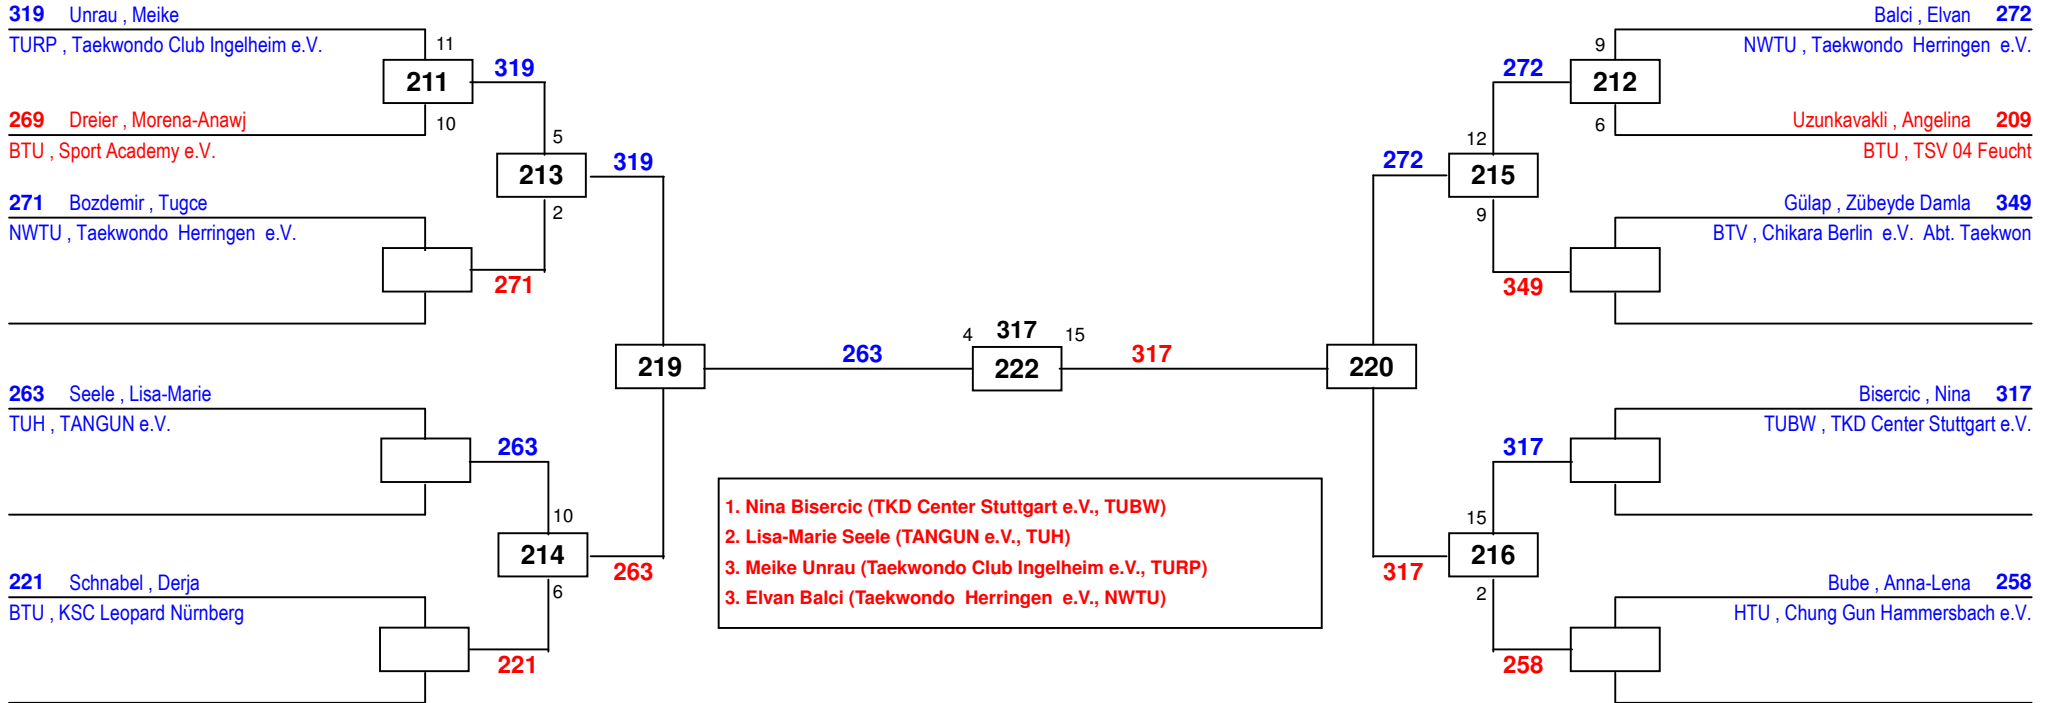 319 Unrau , Meike
TURP , Taekwondo Club Ingelheim e.V.
11
211
319
269 Dreier , Morena-Anawj
10
BTU , Sport Academy e.V.
5
213
319
271 Bozdemir , Tugce
2
NWTU , Taekwondo Herringen e.V.
271
263 Seele , Lisa-Marie
TUH , TANGUN e.V.
263
10
214
263
6
221 Schnabel , Derja
BTU , KSC Leopard Nürnberg
221
219
263
4 317 15
222
317
220
1. Nina Bisercic (TKD Center Stuttgart e.V., TUBW)
2. Lisa-Marie Seele (TANGUN e.V., TUH)
3. Meike Unrau (Taekwondo Club Ingelheim e.V., TURP)
3. Elvan Balci (Taekwondo Herringen e.V., NWTU)
Balci , Elvan 272
9
NWTU , Taekwondo Herringen e.V.
272
212
6
Uzunkavakli , Angelina 209
BTU , TSV 04 Feucht
12
272
215
9
Gülap , Zübeyde Damla 349
BTV , Chikara Berlin e.V. Abt. Taekwon
349
Bisercic , Nina 317
TUBW , TKD Center Stuttgart e.V.
317
15
216
317
2
Bube , Anna-Lena 258
HTU , Chung Gun Hammersbach e.V.
258